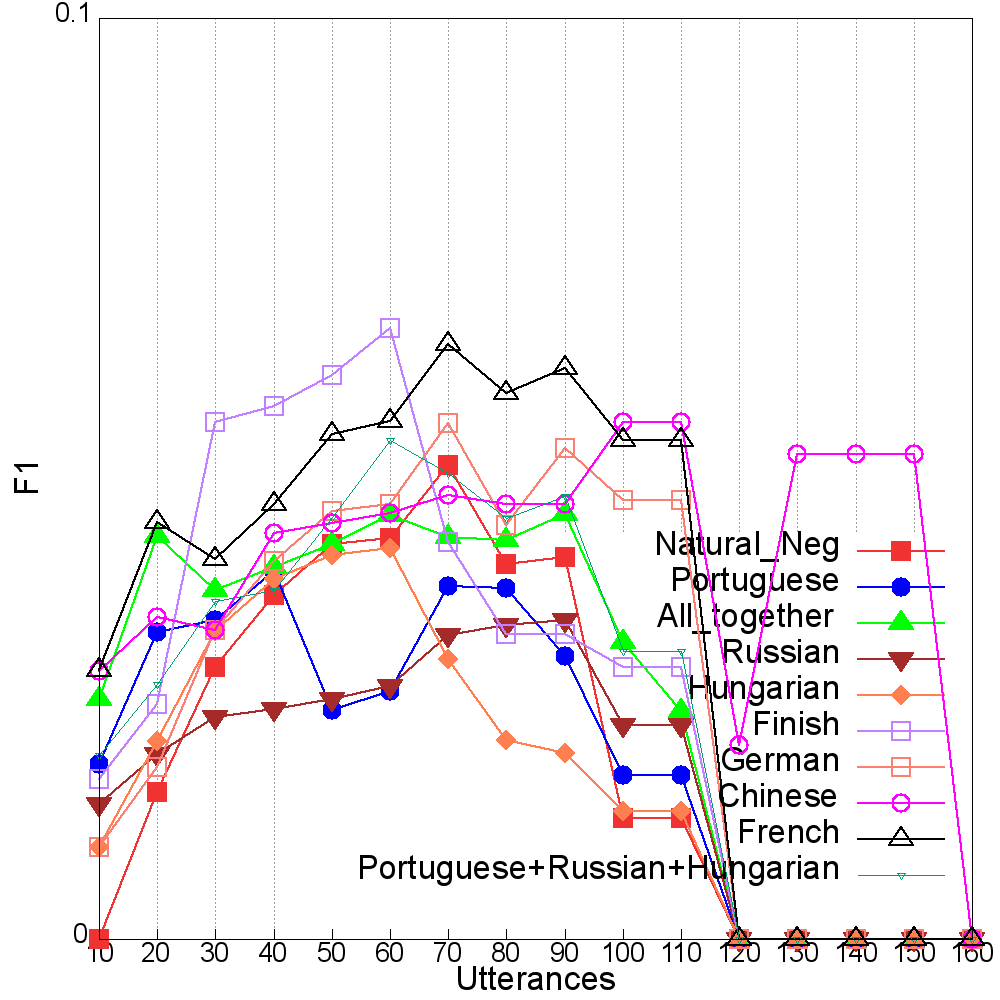 0.1
F1
Natural_Neg
Portuguese
All_together
Russian
Hungarian
Finish
German
Chinese
French
Portuguese+Russian+Hungarian
0
10 20 30 40 50 60 70 80 90 100 110 120 130 140 150 160
Utterances